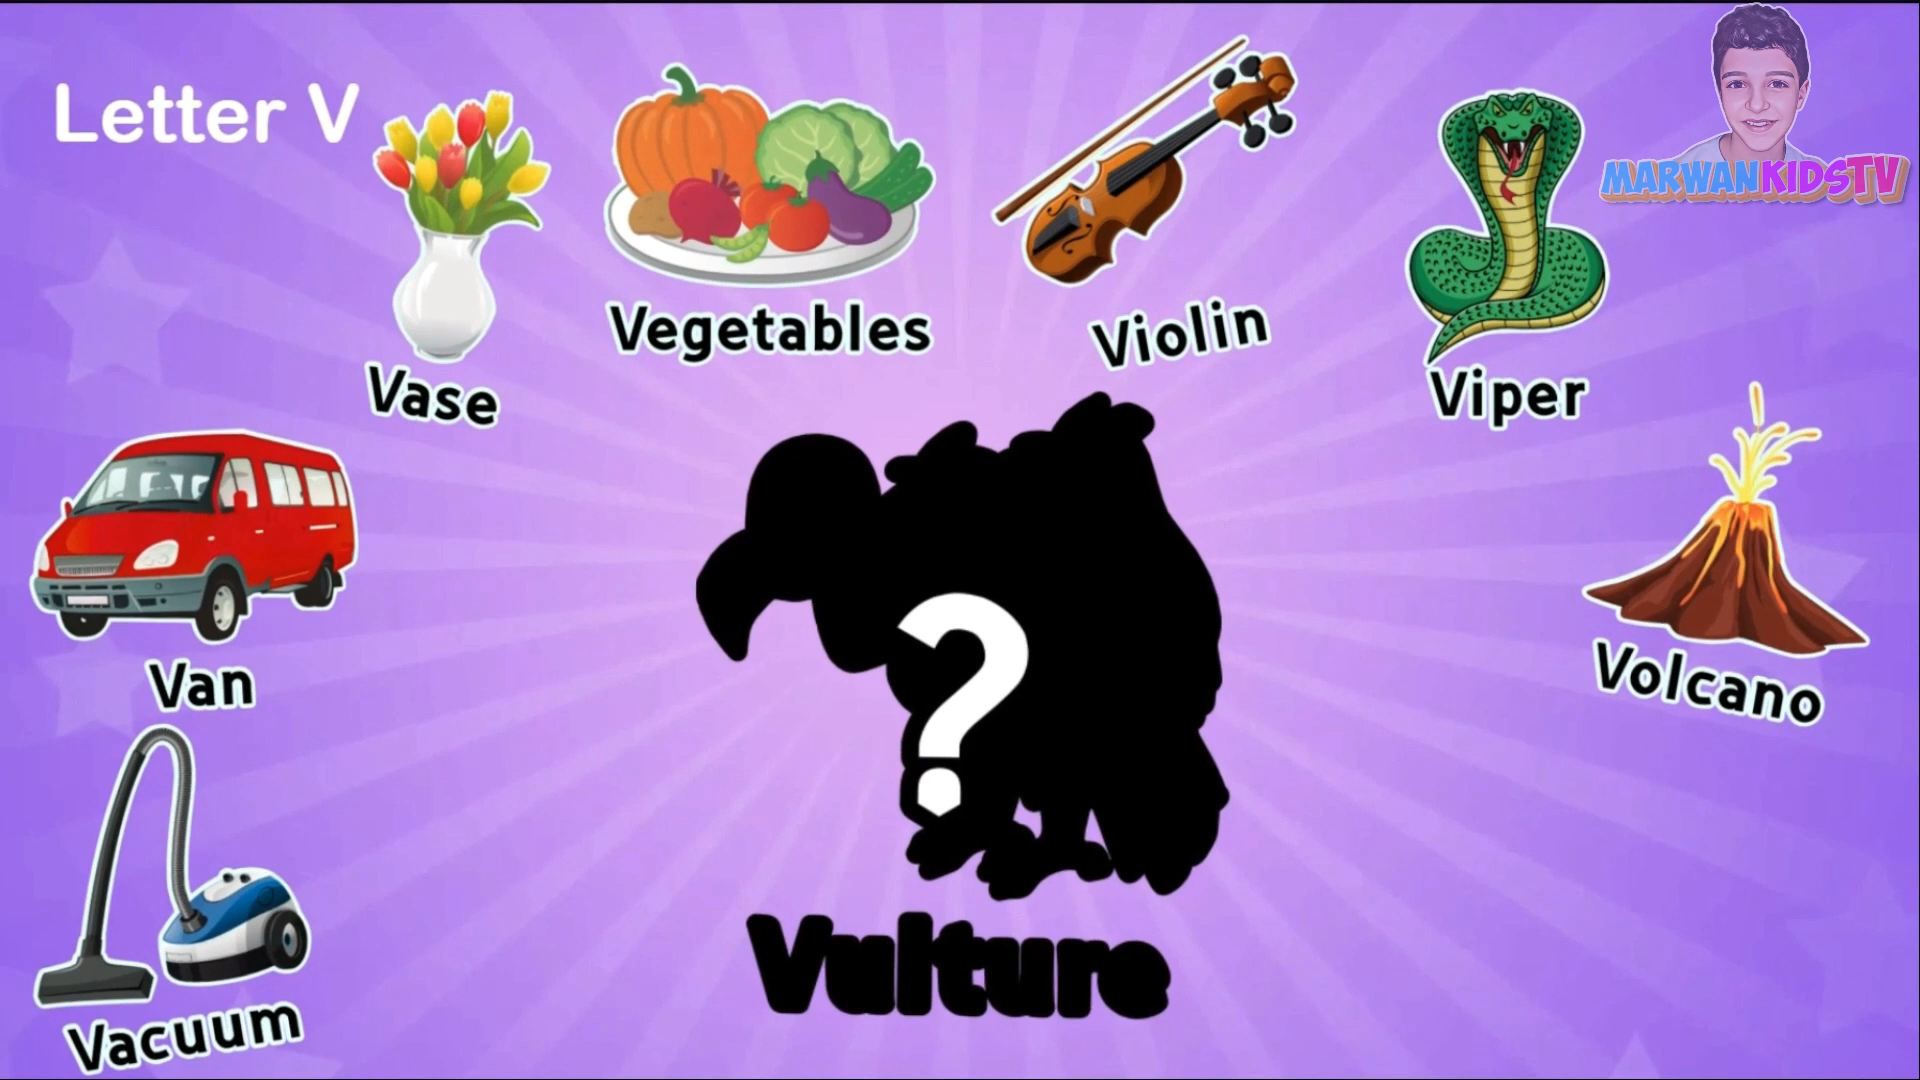 Letter V
MARWANKIDSTV
Vase
Vegetables
Violin
Viper
Van
Volcano
Vacuum
?
Vulture